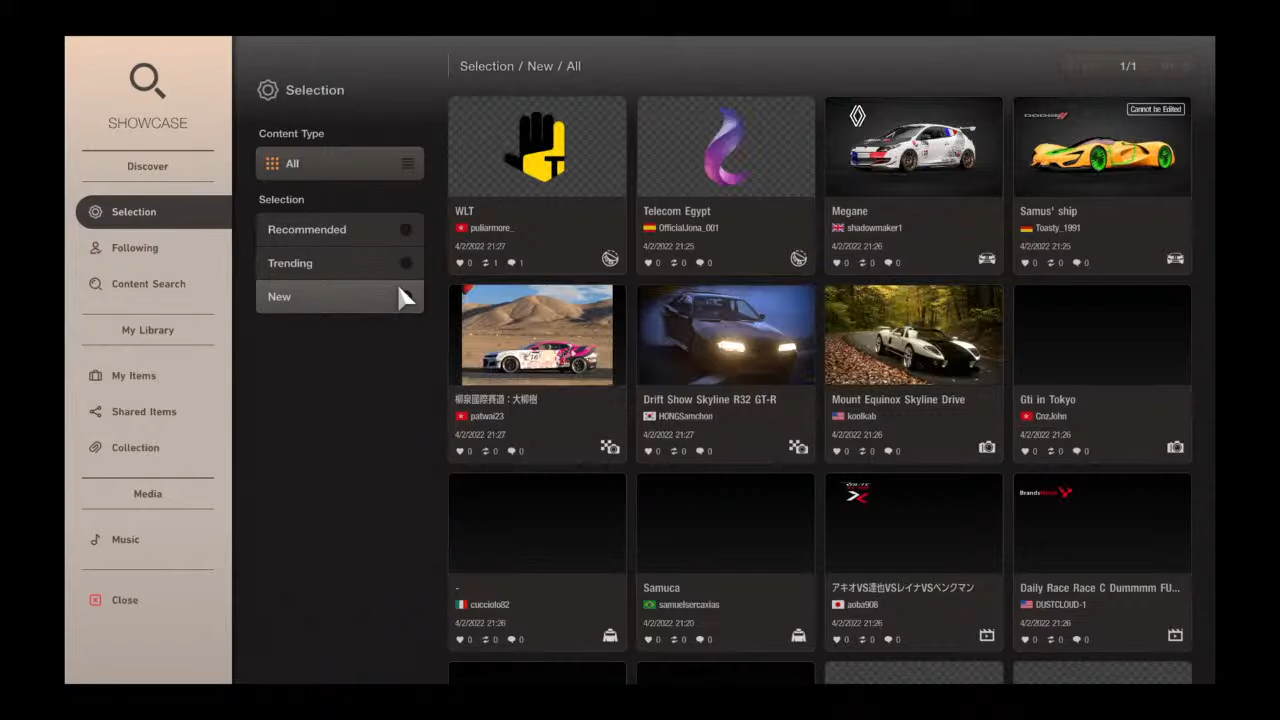 SHOWCASE
Discover
Selection
Following
Content Search
My Library
My Items
Shared Items
Collection
Media
Music
Close
Selection
Content Type
All
Selection
Recommended
Trending
New
Selection / New / All
1/1
WLT
puliarmore_
4/2/2022 21:27
0 1 1
Telecom Egypt
OfficialJona_001
4/2/2022 21:25
0 0 0
Megane
shadowmaker1
4/2/2022 21:26
0 0 0
Cannot be Edited
Samus' ship
Toasty_1991
4/2/2022 21:25
0 0 0
柳泉國際賽道：大柳樹
patwai23
4/2/2022 21:27
0 0 0
Drift Show Skyline R32 GT-R
HONGSamchon
4/2/2022 21:27
0 0 0
Mount Equinox Skyline Drive
koolkab
4/2/2022 21:26
0 0 0
Gti in Tokyo
CnzJohn
4/2/2022 21:26
0 0 0
-
cucciolo82
4/2/2022 21:26
0 0 0
Samuca
samuelsercaxias
4/2/2022 21:20
0 0 0
アキオVS達也VSレイナVSペンクマン
aoba908
4/2/2022 21:26
0 0 0
Daily Race Race C Dummmm FU...
DUSTCLOUD-1
4/2/2022 21:26
0 0 0